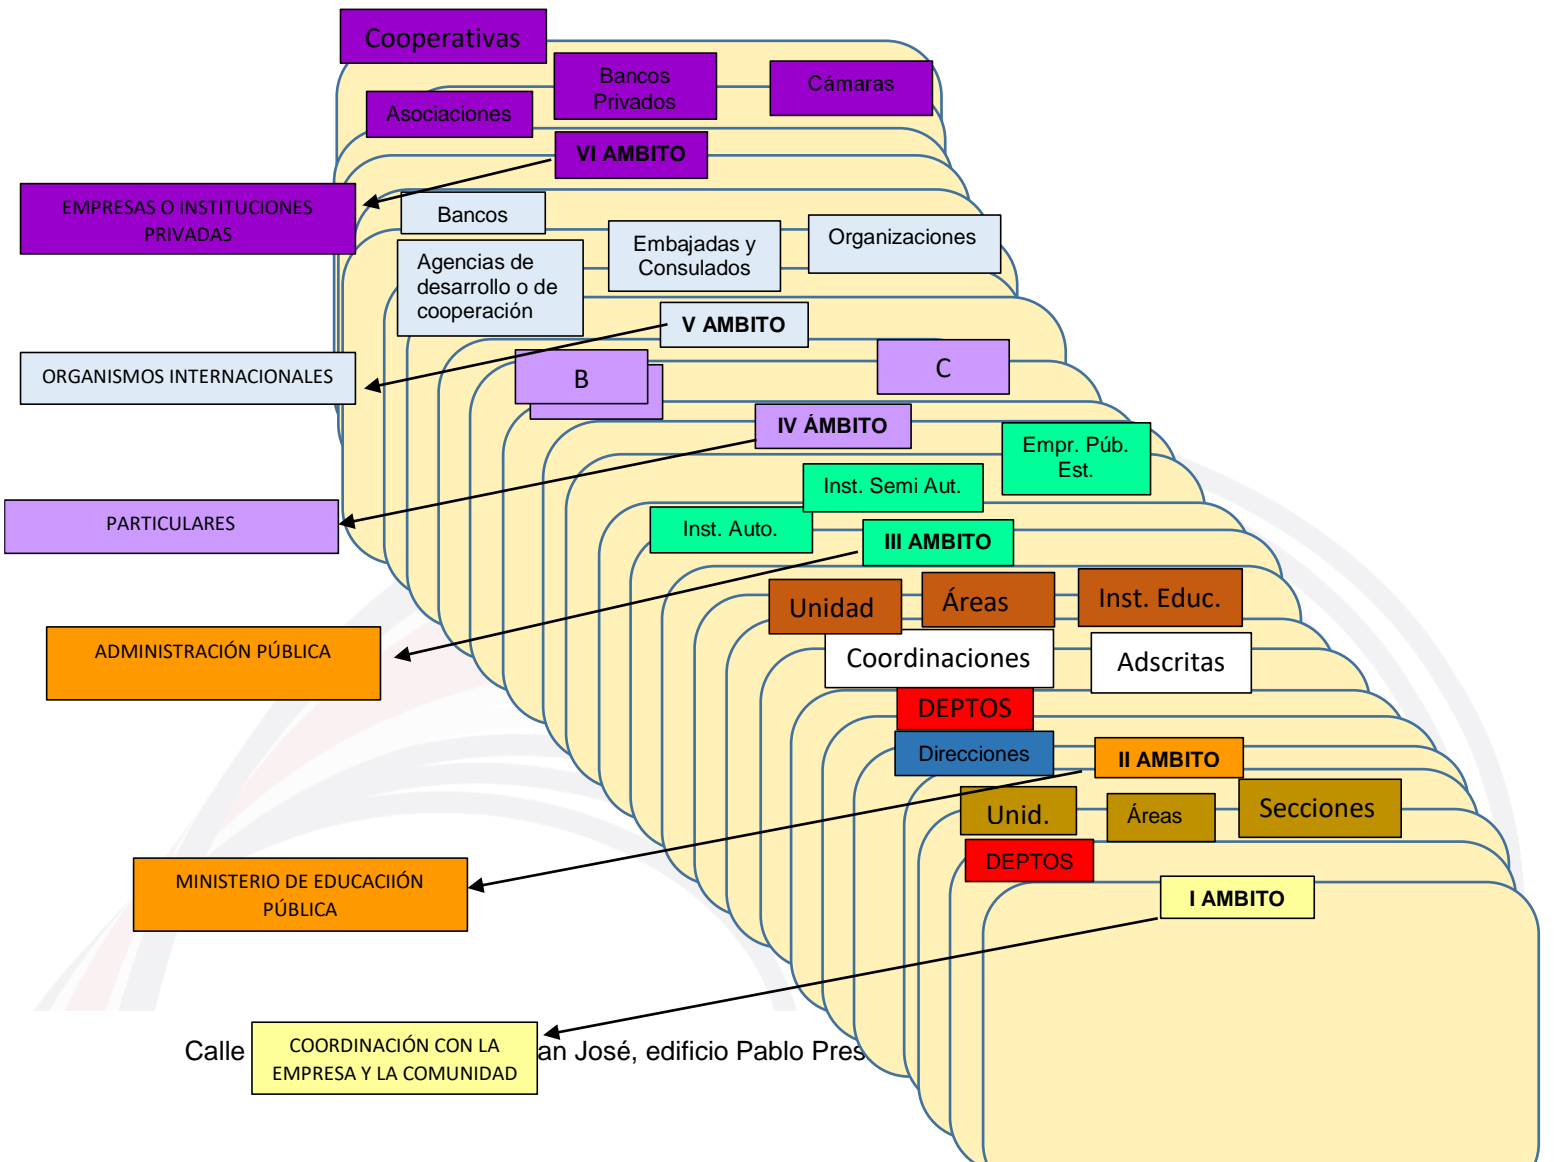 Cooperativas
Bancos
Privados
Cámaras
Asociaciones
VI AMBITO
EMPRESAS O INSTITUCIONES
PRIVADAS
Bancos
Embajadas y
Consulados
Organizaciones
Agencias de
desarrollo o de
cooperación
V AMBITO
ORGANISMOS INTERNACIONALES
B
C
IV ÁMBITO
Empr. Púb.
Est.
Inst. Semi Aut.
Inst. Auto.
III AMBITO
PARTICULARES
Unidad
Áreas
Inst. Educ.
ADMINISTRACIÓN PÚBLICA
Coordinaciones
Adscritas
DEPTOS
Direcciones
II AMBITO
Unid.
Áreas
Secciones
DEPTOS
MINISTERIO DE EDUCACIIÓN
PÚBLICA
I AMBITO
COORDINACIÓN CON LA
EMPRESA Y LA COMUNIDAD
Calle an José, edificio Pablo Pres